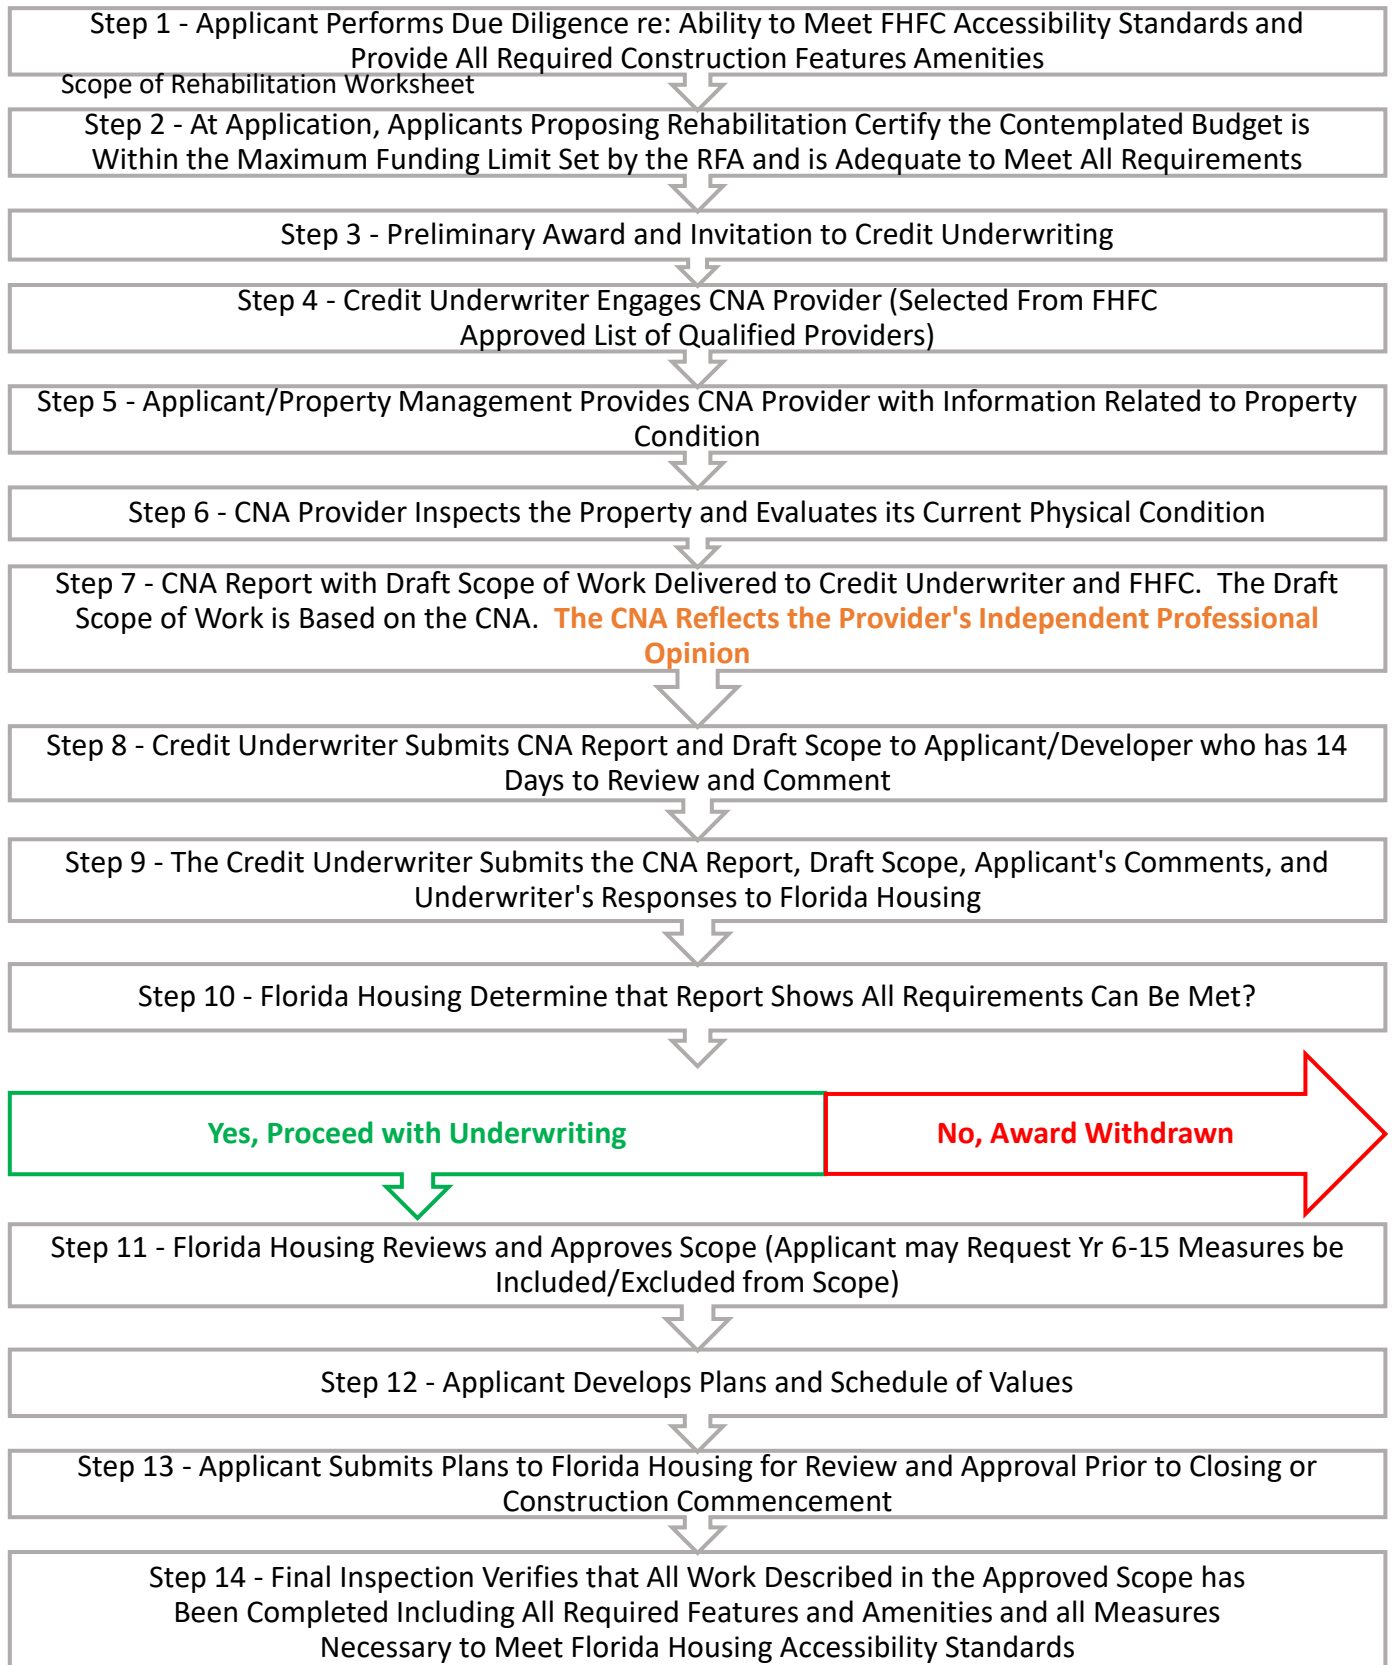 Step 1 - Applicant Performs Due Diligence re: Ability to Meet FHFC Accessibility Standards and
Provide All Required Construction Features Amenities
Scope of Rehabilitation Worksheet
Step 2 - At Application, Applicants Proposing Rehabilitation Certify the Contemplated Budget is
Within the Maximum Funding Limit Set by the RFA and is Adequate to Meet All Requirements
Step 3 - Preliminary Award and Invitation to Credit Underwriting
Step 4 - Credit Underwriter Engages CNA Provider (Selected From FHFC
Approved List of Qualified Providers)
Step 5 - Applicant/Property Management Provides CNA Provider with Information Related to Property
Condition
Step 6 - CNA Provider Inspects the Property and Evaluates its Current Physical Condition
Step 7 - CNA Report with Draft Scope of Work Delivered to Credit Underwriter and FHFC.  The Draft
Scope of Work is Based on the CNA.  The CNA Reflects the Provider's Independent Professional
Opinion
Step 8 - Credit Underwriter Submits CNA Report and Draft Scope to Applicant/Developer who has 14
Days to Review and Comment
Step 9 - The Credit Underwriter Submits the CNA Report, Draft Scope, Applicant's Comments, and
Underwriter's Responses to Florida Housing
Step 10 - Florida Housing Determine that Report Shows All Requirements Can Be Met?
Yes, Proceed with Underwriting
No, Award Withdrawn
Step 11 - Florida Housing Reviews and Approves Scope (Applicant may Request Yr 6-15 Measures be
Included/Excluded from Scope)
Step 12 - Applicant Develops Plans and Schedule of Values
Step 13 - Applicant Submits Plans to Florida Housing for Review and Approval Prior to Closing or
Construction Commencement
Step 14 - Final Inspection Verifies that All Work Described in the Approved Scope has
Been Completed Including All Required Features and Amenities and all Measures
Necessary to Meet Florida Housing Accessibility Standards